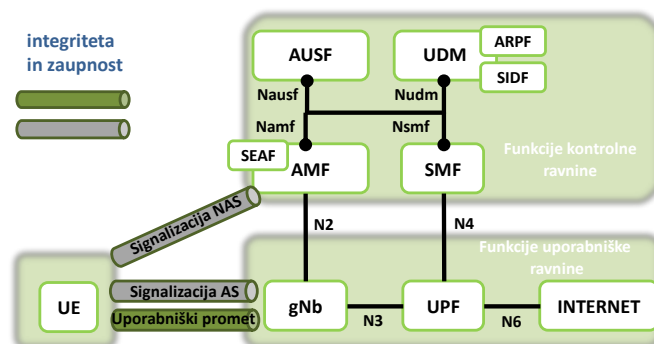 integriteta
in zaupnost
AUSF
UDM
ARPF
SIDF
Nausf
Nudm
Namf
Nsmf
SEAF
AMF
SMF
Funkcije kontrolne
ravnine
Signalizacija NAS
N2
N4
Funkcije uporabniške
ravnine
UE
Signalizacija AS
Uporabniški promet
gNb
N3
UPF
N6
INTERNET